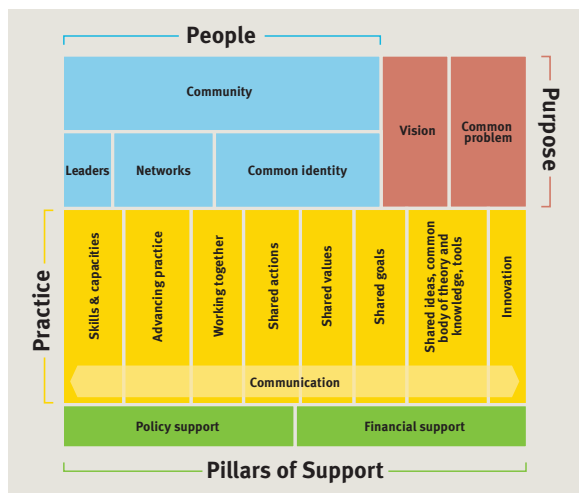 People
Community
Vision
Common
problem
Purpose
Leaders
Networks
Common identity
Practice
Skills & capacities
Advancing practice
Working together
Shared actions
Shared values
Shared goals
Shared ideas, common
body of theory and
knowledge, tools
Innovation
Communication
Policy support
Financial support
Pillars of Support